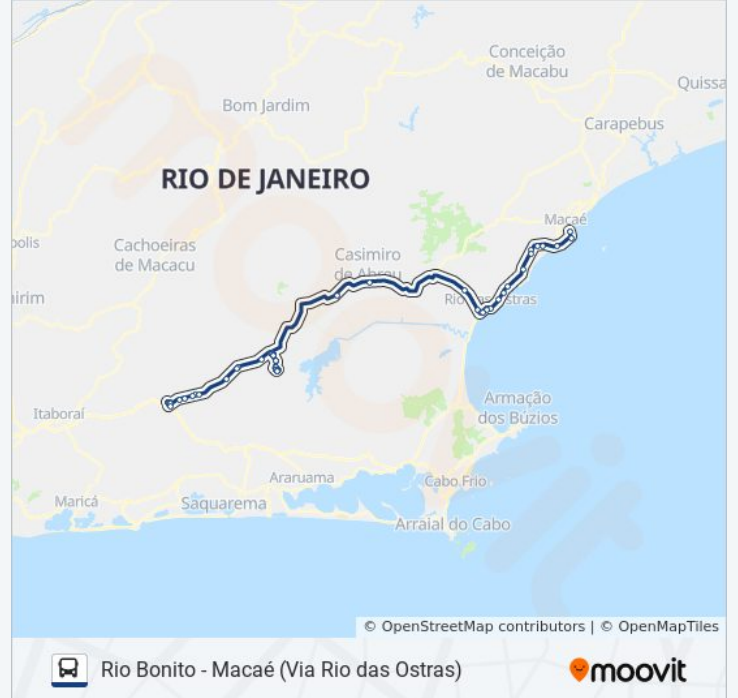 Conceição
de Macabu
Quissa
Bom Jardim
Carapebus
RIO DE JANEIRO
Macaé
polis
Cachoeiras
de Macacu
Casimiro
de Abreu
airim
Rio das Ostras
Armação
dos Búzios
Itaboraí
Araruama
Cabo Frio
Maricá
Saquarema
Arraial do Cabo
© OpenStreetMap contributors | © OpenMapTiles
Rio Bonito - Macaé (Via Rio das Ostras)
moovit